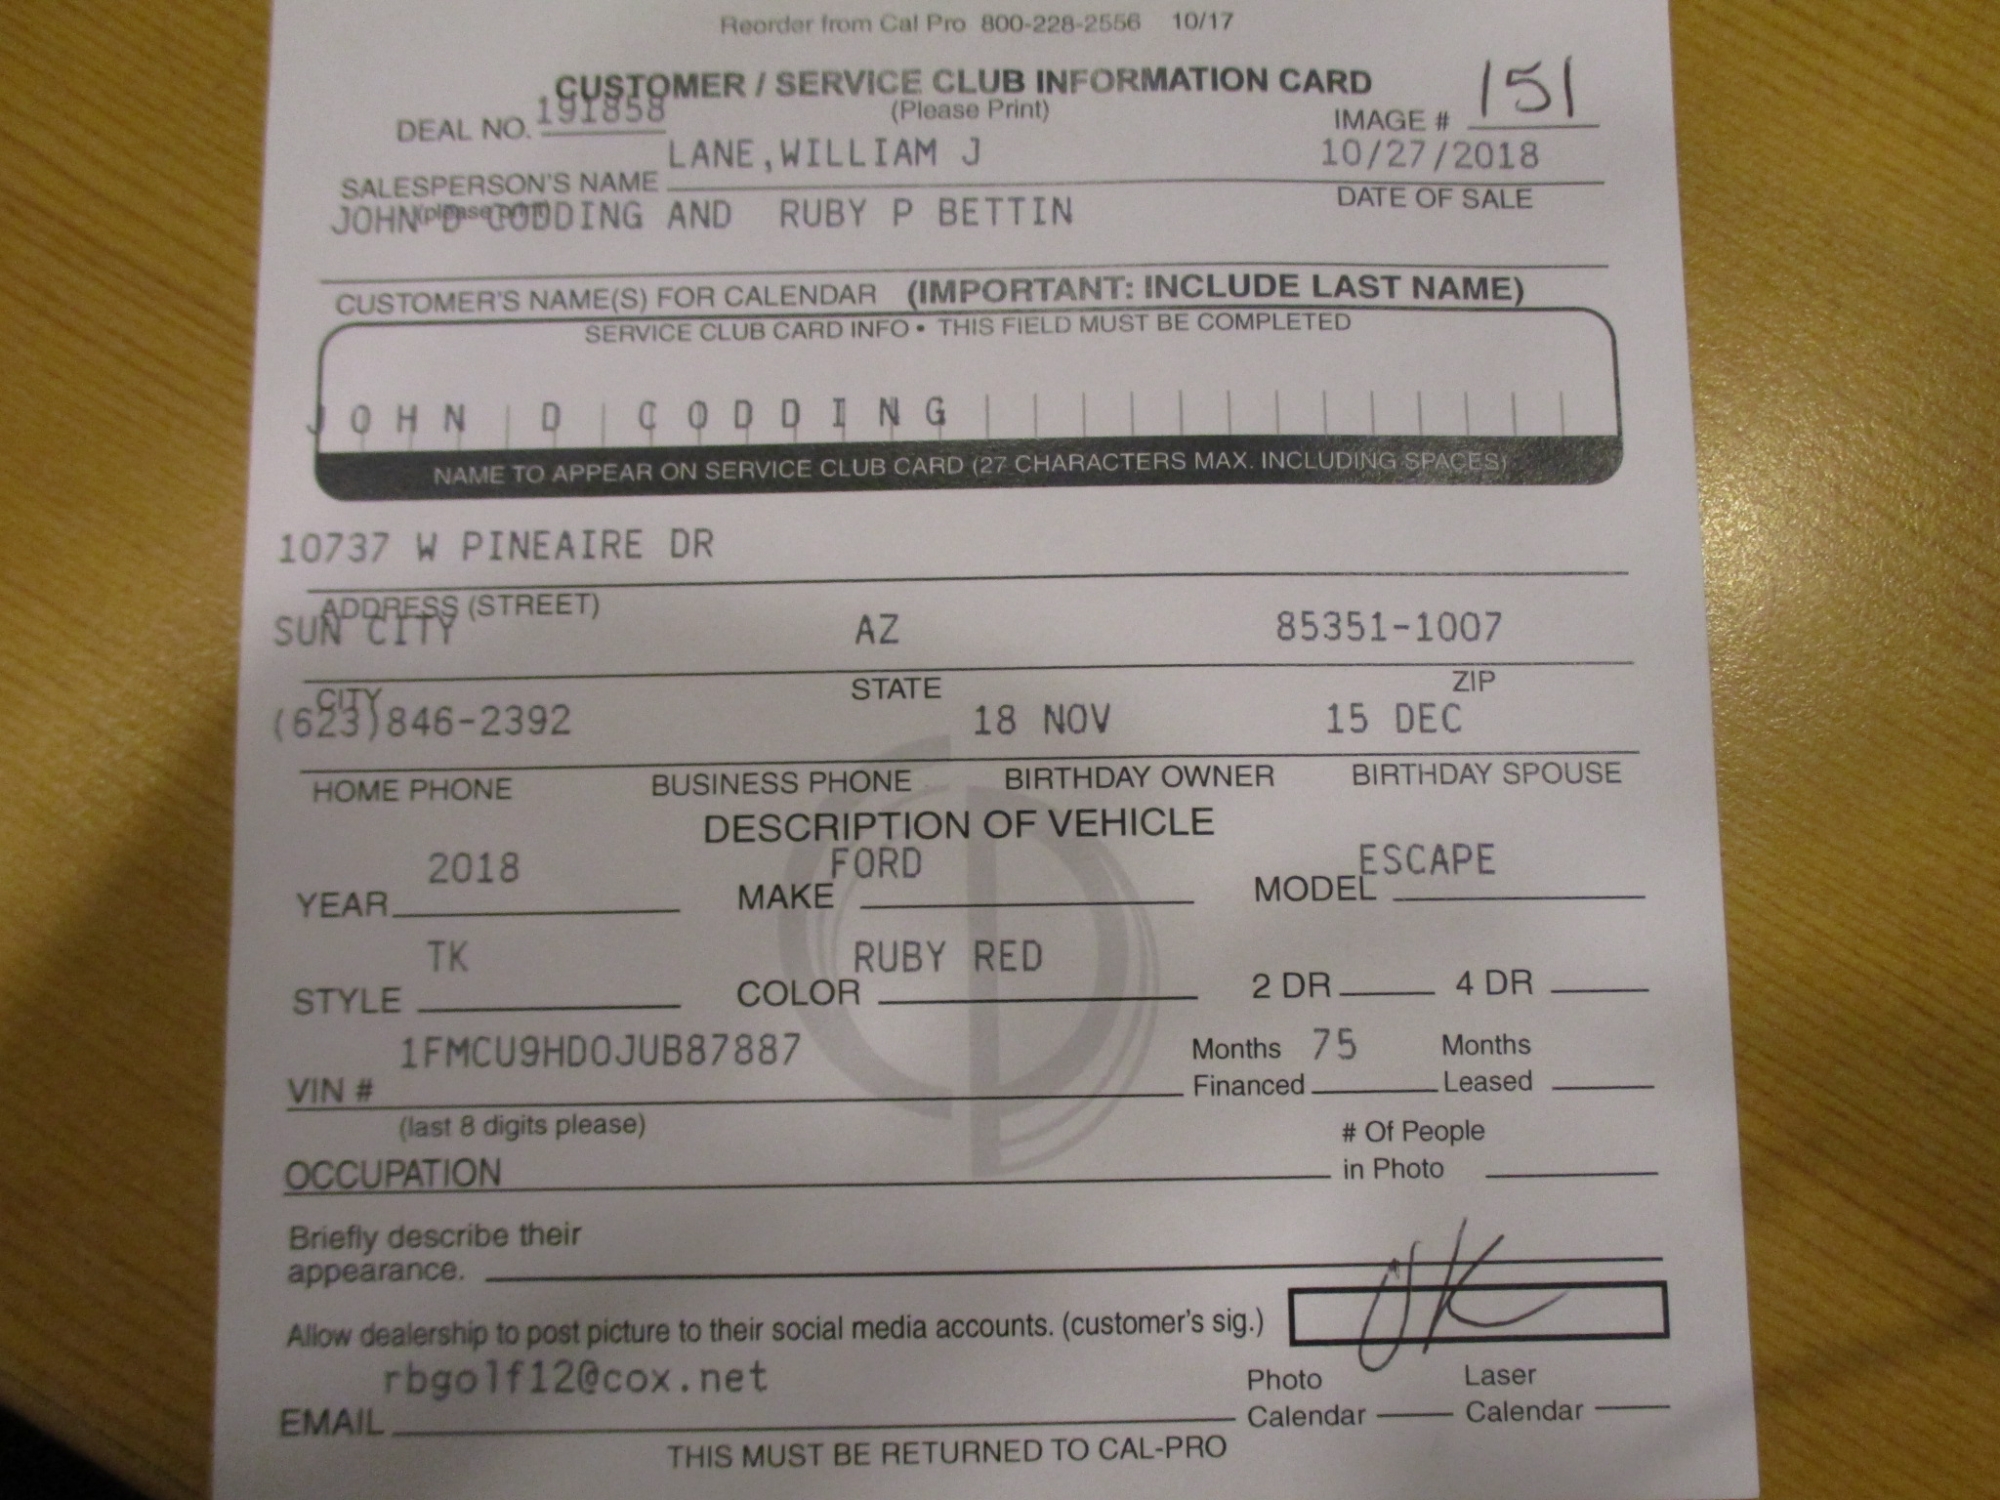 Reorder from Cal Pro 800-228-2556 10/17
CUSTOMER / SERVICE CLUB INFORMATION CARD
(Please Print)
DEAL NO. 191858
IMAGE # 151
LANE,WILLIAM J 10/27/2018
SALESPERSON'S NAME DATE OF SALE
(please print)
JOHN D CODDING AND RUBY P BETTIN
CUSTOMER'S NAME(S) FOR CALENDAR (IMPORTANT: INCLUDE LAST NAME)
SERVICE CLUB CARD INFO • THIS FIELD MUST BE COMPLETED
JOHN D CODDING
NAME TO APPEAR ON SERVICE CLUB CARD (27 CHARACTERS MAX. INCLUDING SPACES)
10737 W PINEAIRE DR
ADDRESS (STREET)
SUN CITY AZ 85351-1007
CITY STATE ZIP
(623)846-2392 18 NOV 15 DEC
HOME PHONE BUSINESS PHONE BIRTHDAY OWNER BIRTHDAY SPOUSE
DESCRIPTION OF VEHICLE
2018 FORD ESCAPE
YEAR MAKE MODEL
TK RUBY RED
STYLE COLOR 2 DR 4 DR
1FMCU9HD0JUB87887 Months 75 Months
VIN # Financed Leased
(last 8 digits please) # Of People
OCCUPATION in Photo
Briefly describe their
appearance.
Allow dealership to post picture to their social media accounts. (customer's sig.)
rbgolf12@cox.net Photo Laser
EMAIL Calendar Calendar
THIS MUST BE RETURNED TO CAL-PRO